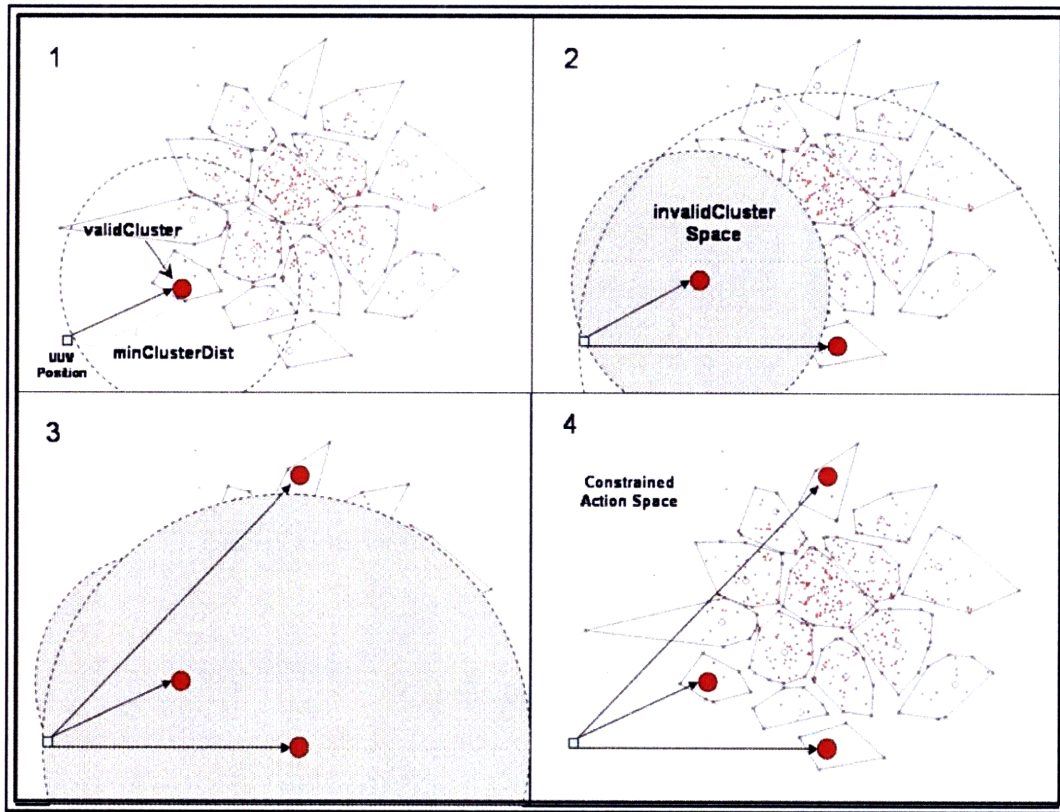 1
validCluster
minClusterDist
UUV
Position
2
invalidCluster
Space
3
4
Constrained
Action Space